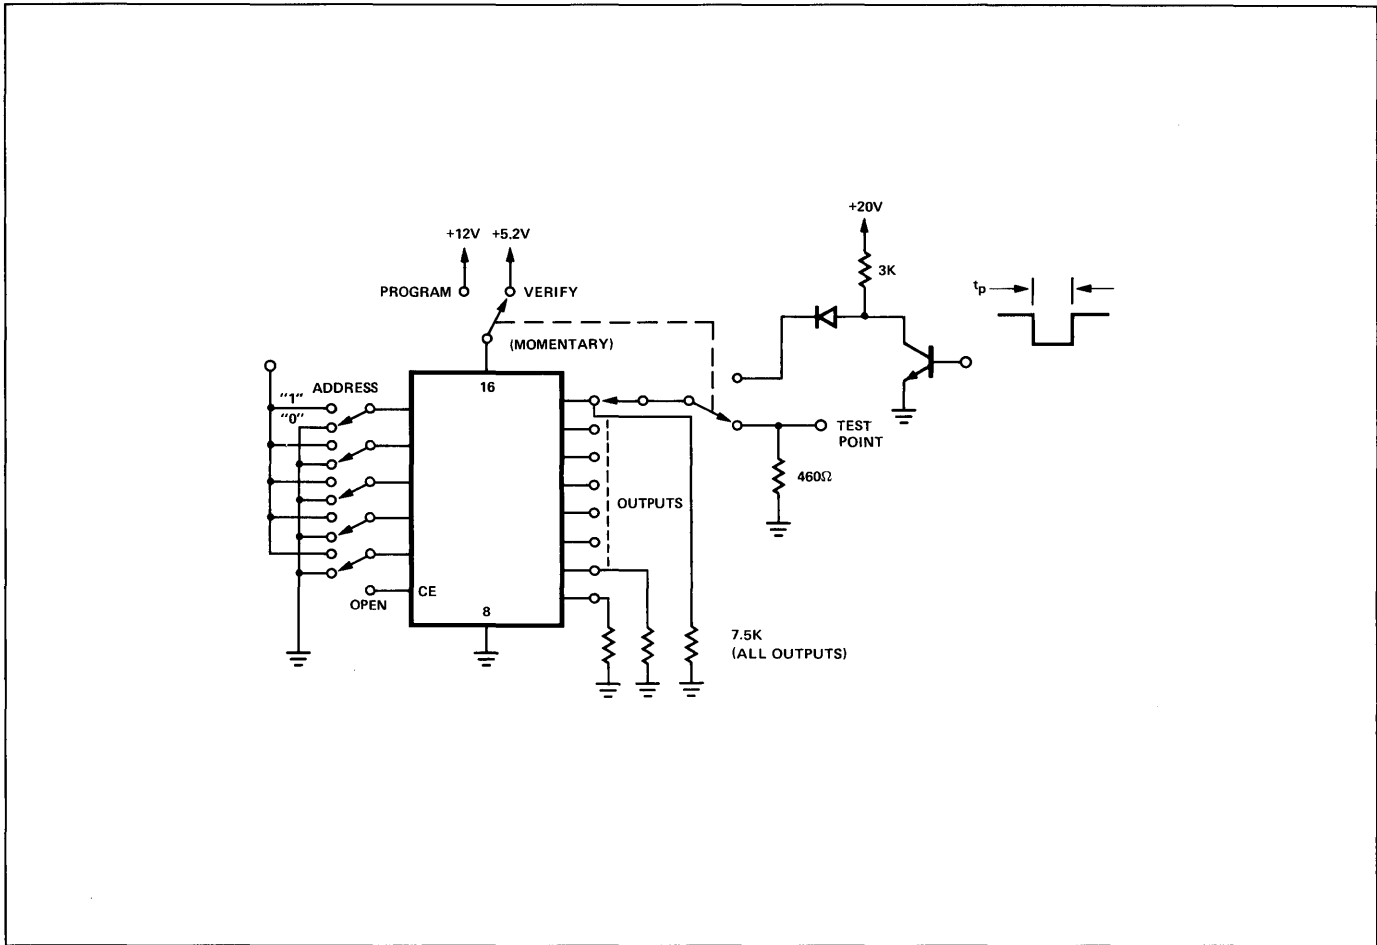 +20V
+12V +5.2V
3K
tp
PROGRAM VERIFY
(MOMENTARY)
ADDRESS
16
"1"
"0"
TEST
POINT
460Ω
OUTPUTS
CE
OPEN
8
7.5K
(ALL OUTPUTS)